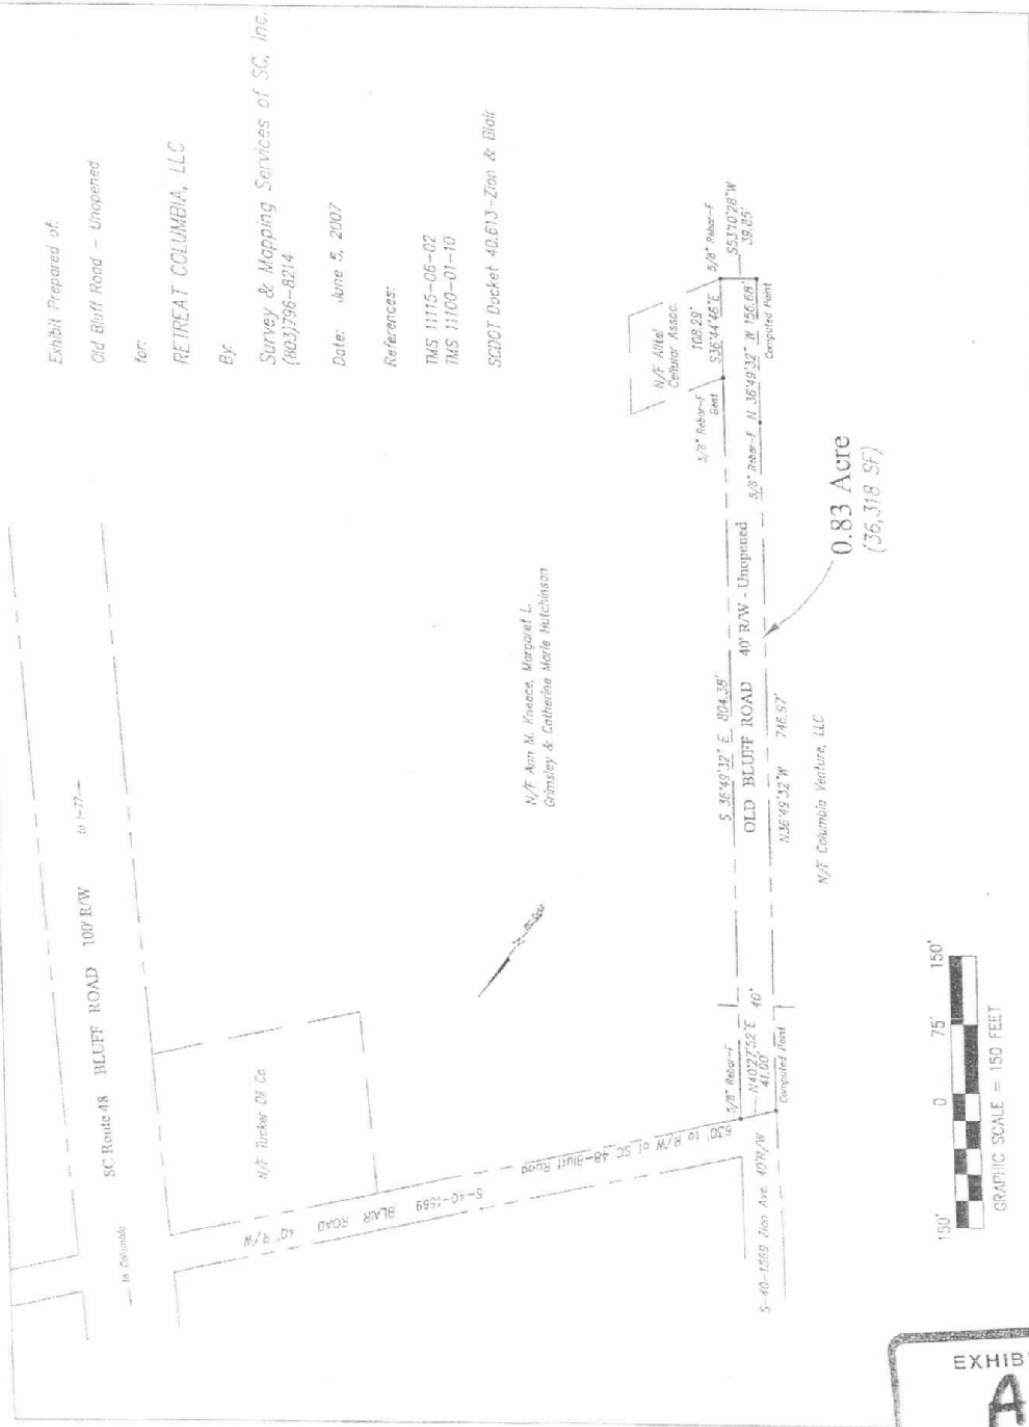 Exhibit Prepared of:
Old Bluff Road - Unopened
for:
RETREAT COLUMBIA, LLC
By:
Survey & Mapping Services of SC, Inc.
(803)796-8214
Date: June 5, 2007
References:
TMS 11115-06-02
TMS 11100-01-10
SCDOT Docket 40.613-Zion & Blair
SC Route 48 BLUFF ROAD 100' R/W to I-77
to Columbia
N/F Tucker Oil Co.
S-40-1569 BLAIR ROAD 40' R/W
630' to R/W of SC 48-Bluff Road
N/F Ann M. Kneece, Margaret L.
Grimsley & Catherine Marie Hutchinson
N/F Alltel
Cellular Assoc.
108.29'
S36°44'46"E
5/8" Rebar-F
S53°10'28"W
39.85'
5/8" Rebar-F
Bent
5/8" Rebar-F N 36°49'32" W 156.68'
Computed Point
S 36°49'32" E 804.38'
OLD BLUFF ROAD 40' R/W - Unopened
N36°49'32"W 746.97'
0.83 Acre
(36,318 SF)
N/F Columbia Venture, LLC
5/8" Rebar-F
N40°27'52"E
41.00'
40'
Computed Point
S-40-1569 Zion Ave. 40'R/W
150' 0 75' 150'
GRAPHIC SCALE = 150 FEET
A